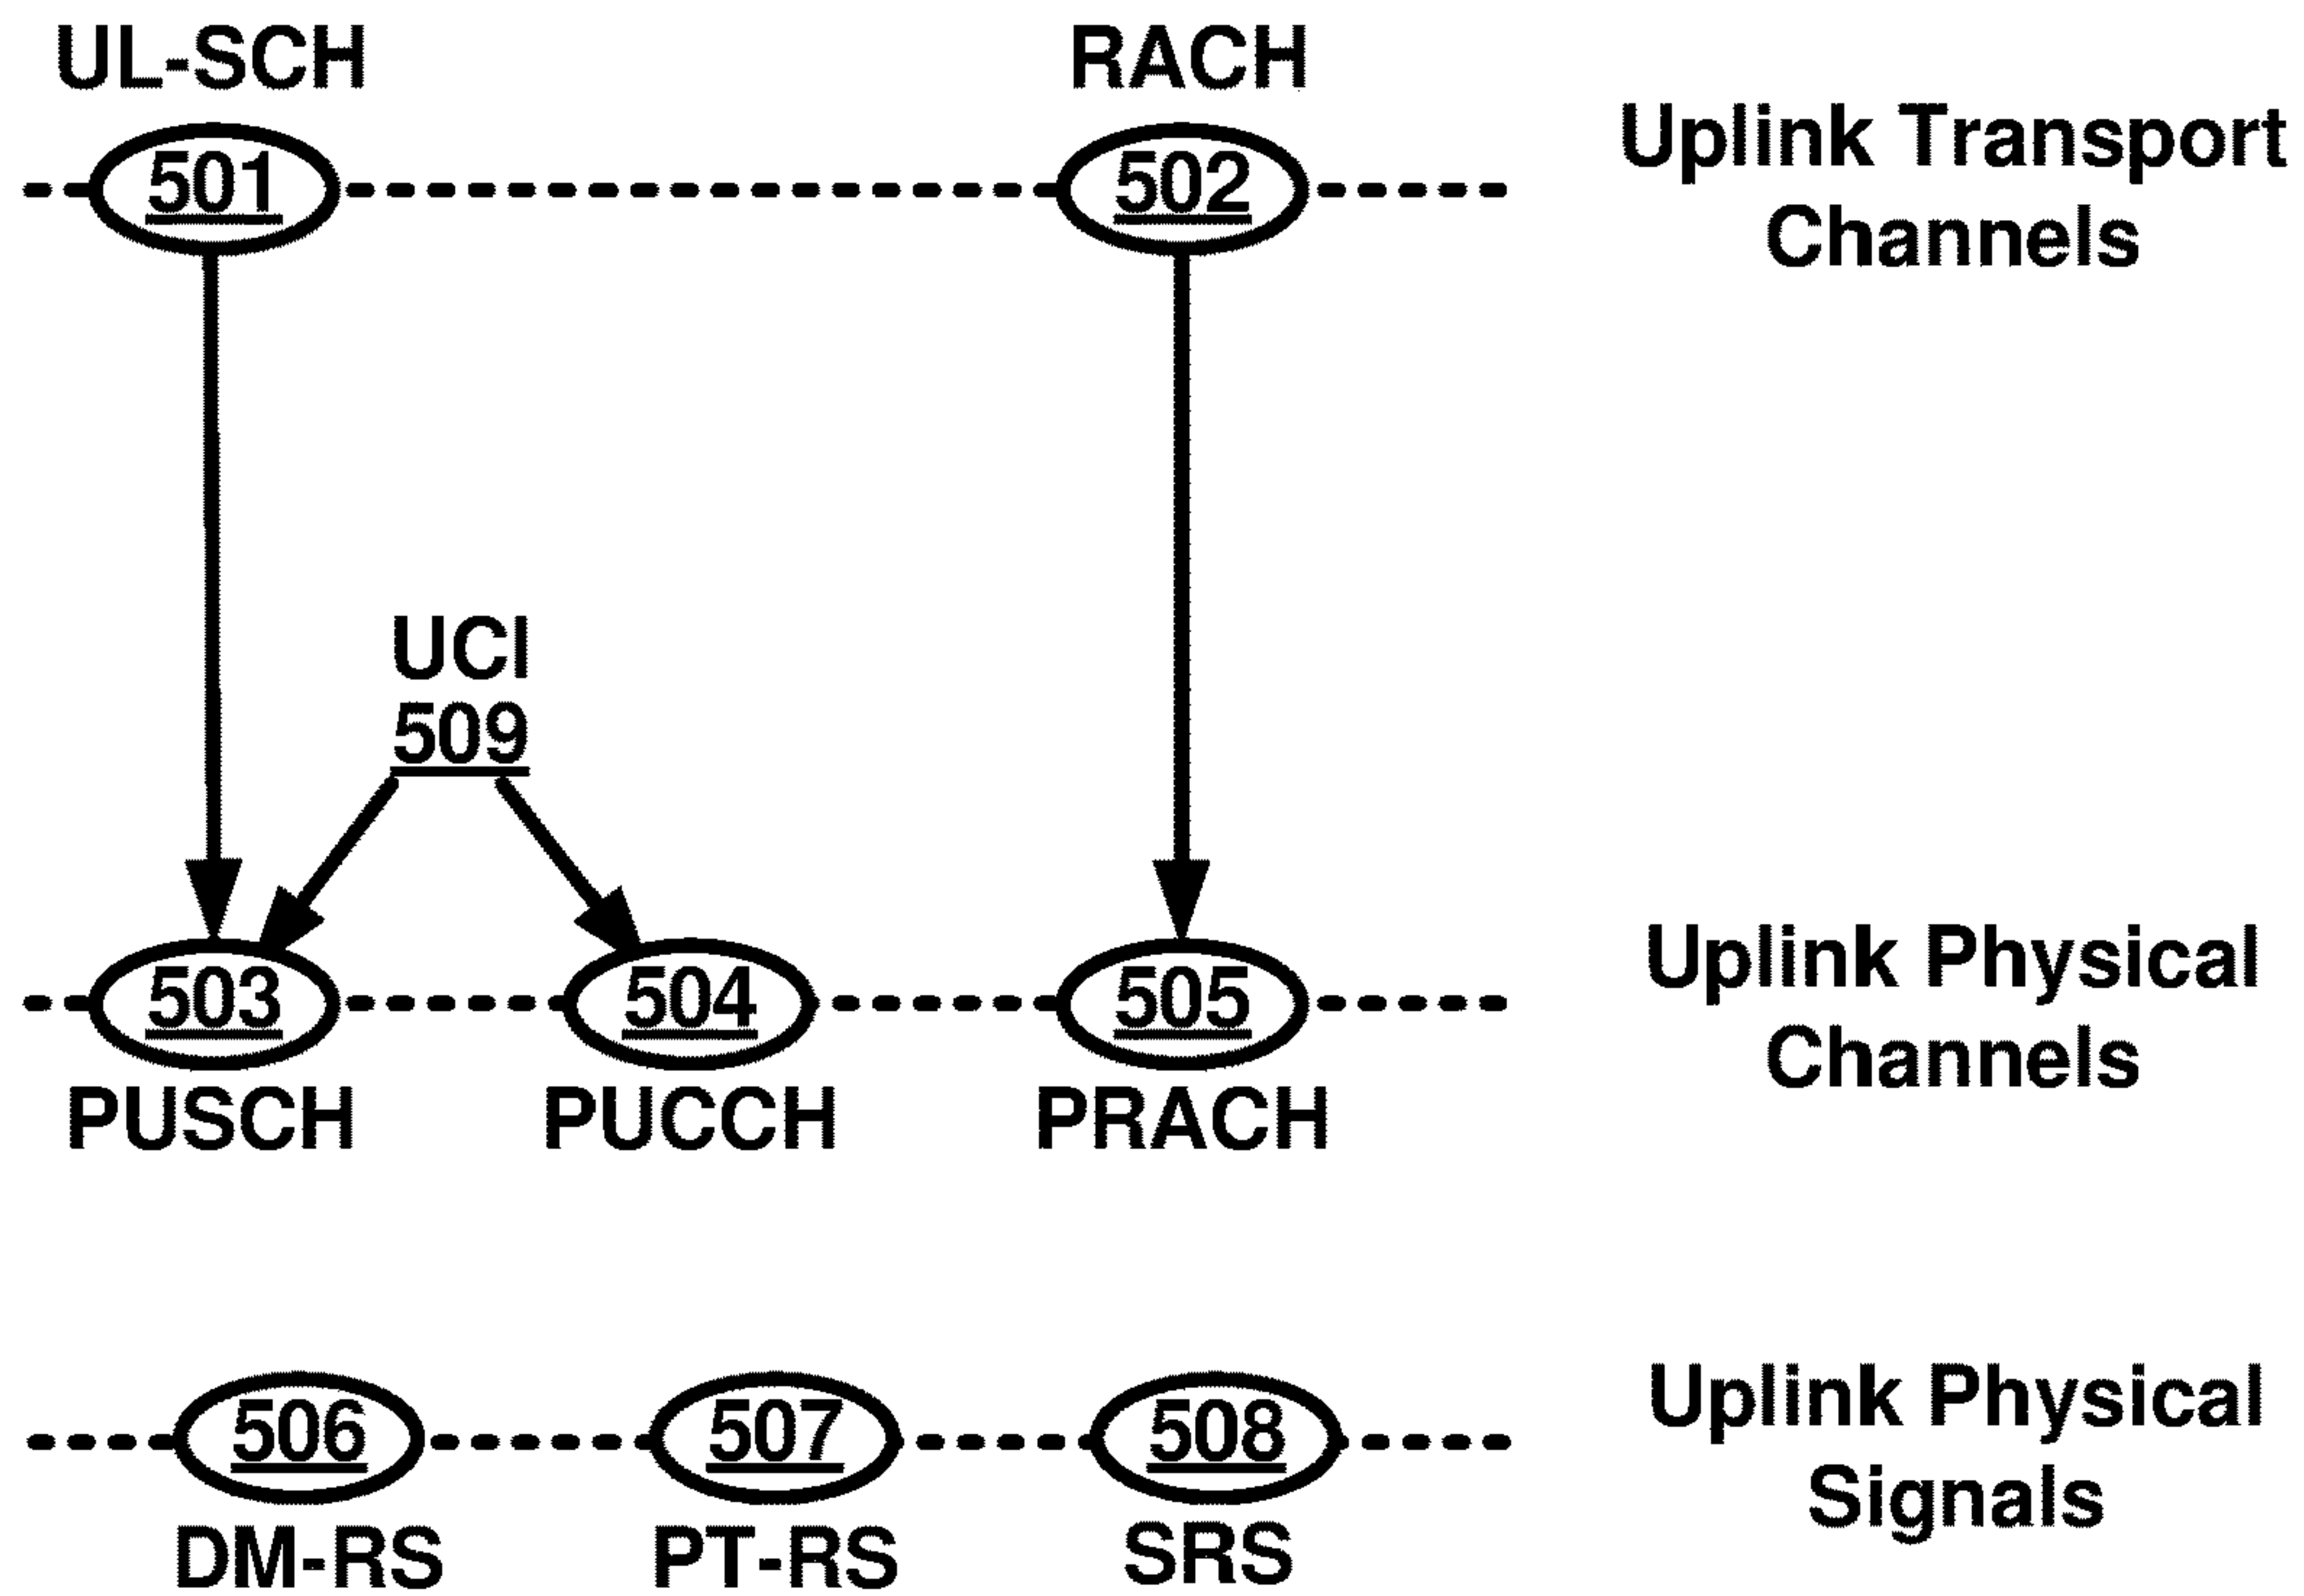 UL-SCH
RACH
501
502
Uplink Transport
Channels
UCI
509
503
504
505
Uplink Physical
Channels
PUSCH
PUCCH
PRACH
506
507
508
Uplink Physical
Signals
DM-RS
PT-RS
SRS